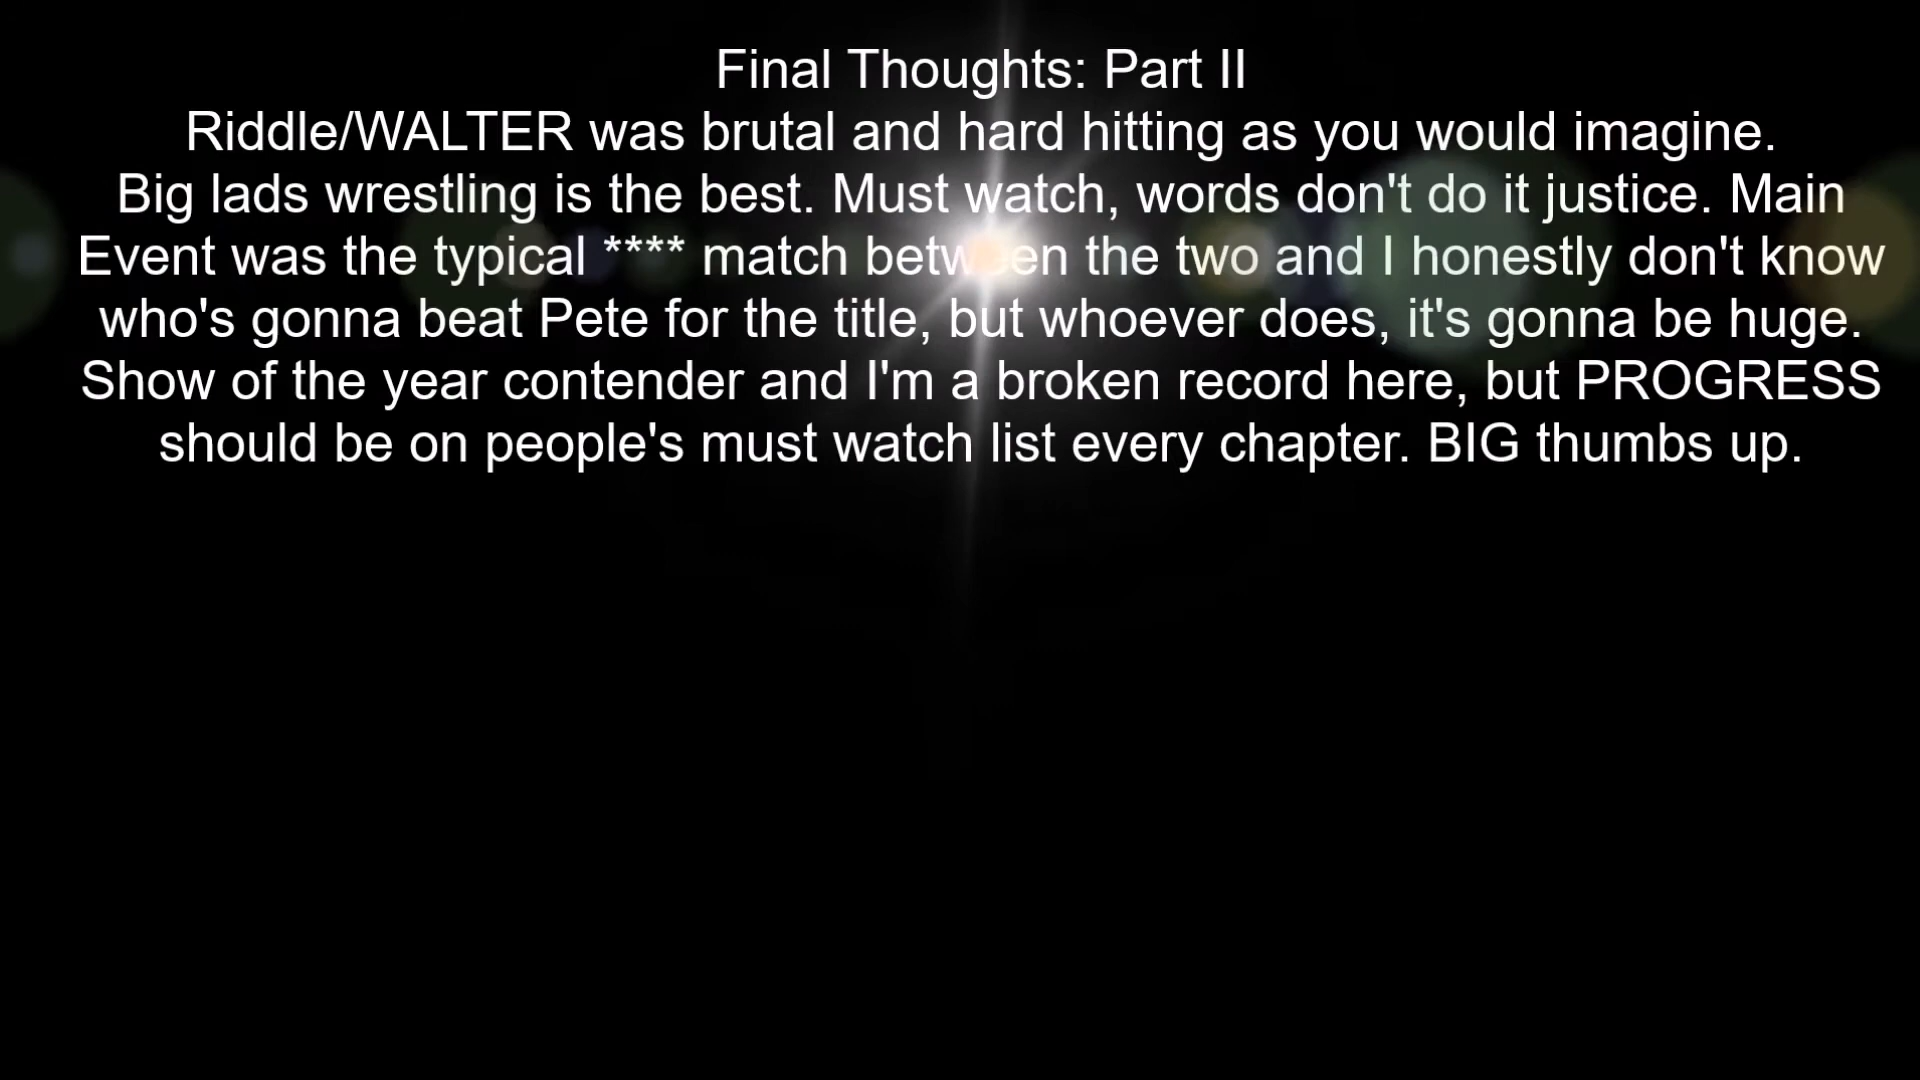 Final Thoughts: Part II
Riddle/WALTER was brutal and hard hitting as you would imagine.
Big lads wrestling is the best. Must watch, words don't do it justice. Main
Event was the typical **** match between the two and I honestly don't know
who's gonna beat Pete for the title, but whoever does, it's gonna be huge.
Show of the year contender and I'm a broken record here, but PROGRESS
should be on people's must watch list every chapter. BIG thumbs up.